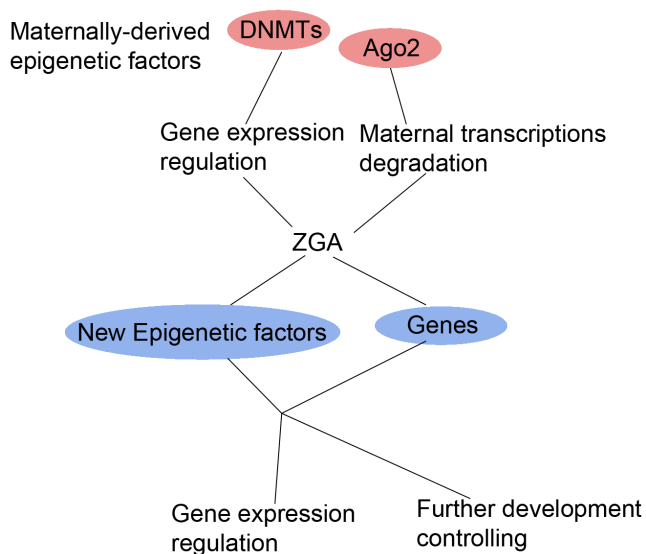 Maternally-derived
epigenetic factors
DNMTs
Ago2
Gene expression
regulation
Maternal transcriptions
degradation
ZGA
New Epigenetic factors
Genes
Gene expression
regulation
Further development
controlling